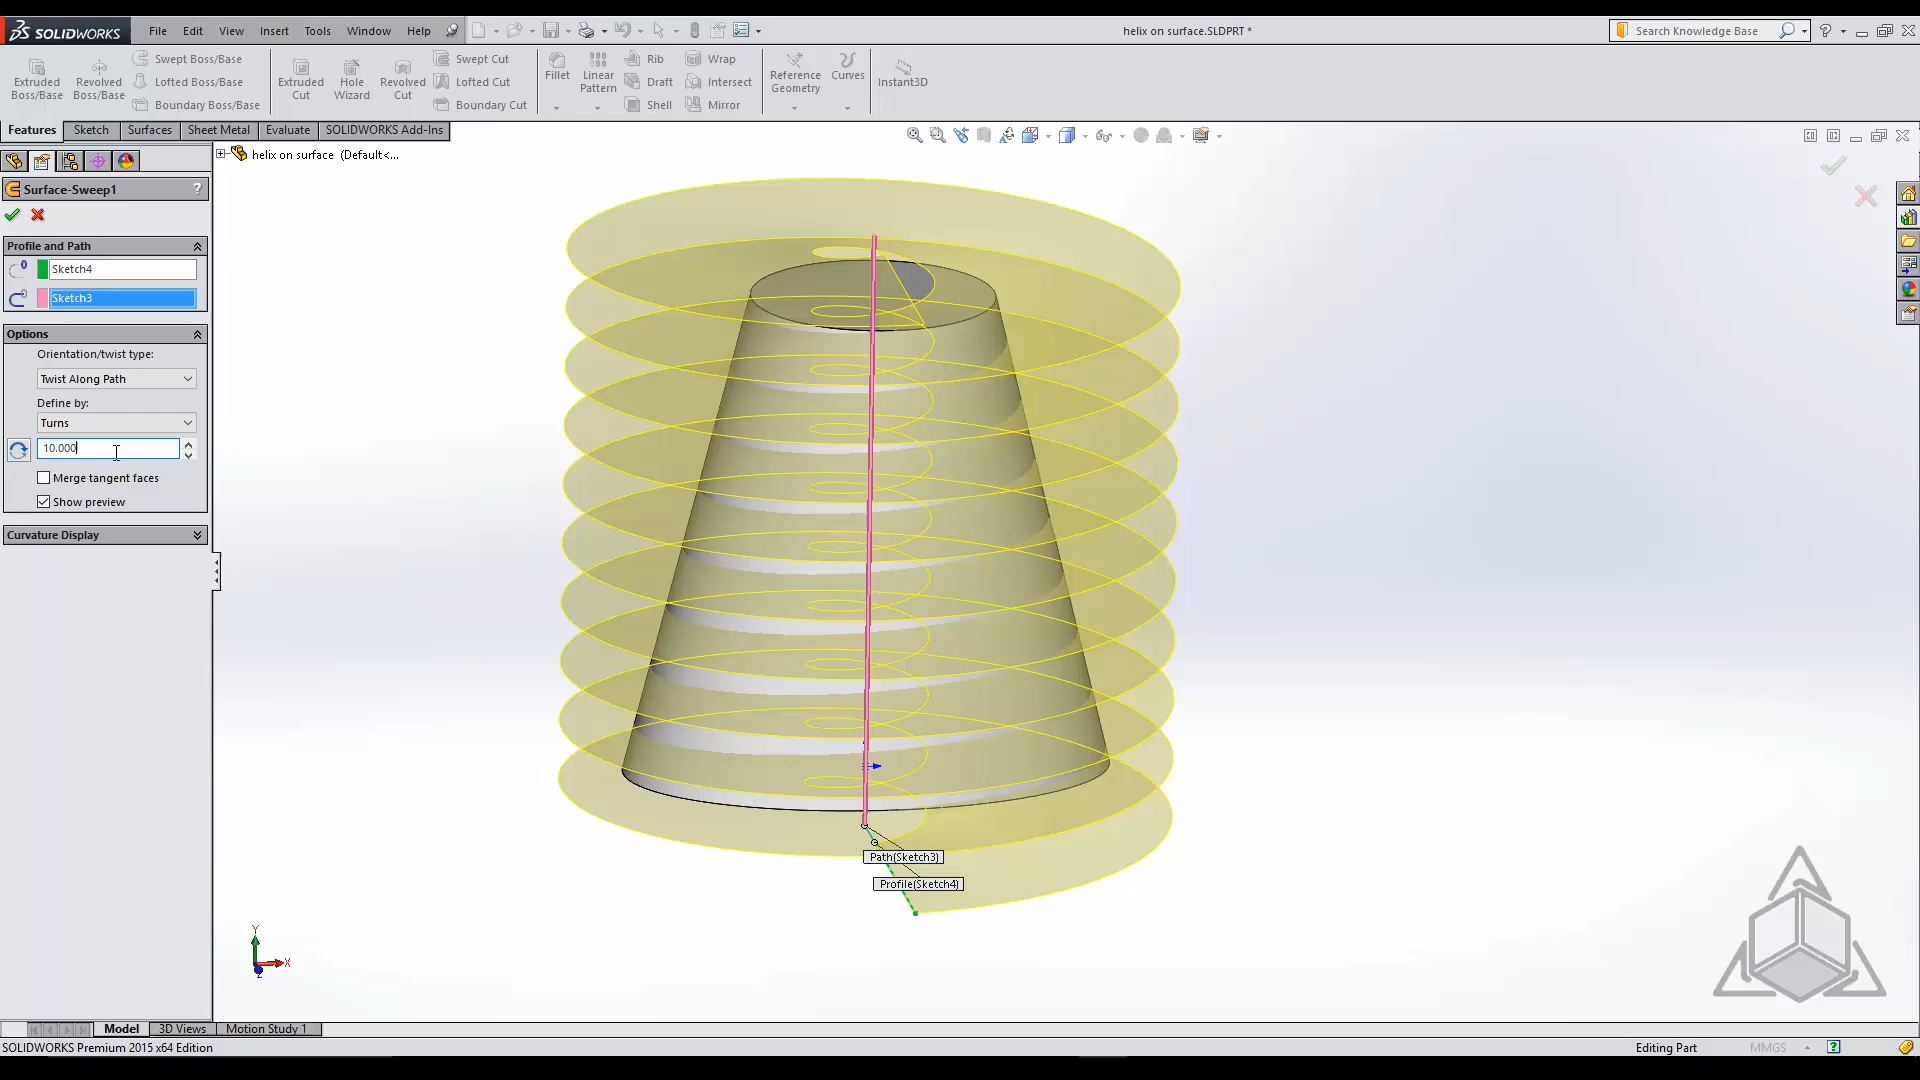 SOLIDWORKS File Edit View Insert Tools Window Help helix on surface.SLDPRT * Search Knowledge Base ?
Extruded Boss/Base
Revolved Boss/Base
Swept Boss/Base
Lofted Boss/Base
Boundary Boss/Base
Extruded Cut
Hole Wizard
Revolved Cut
Swept Cut
Lofted Cut
Boundary Cut
Fillet
Linear Pattern
Rib
Draft
Shell
Wrap
Intersect
Mirror
Reference Geometry
Curves
Instant3D
Features Sketch Surfaces Sheet Metal Evaluate SOLIDWORKS Add-Ins
helix on surface (Default<...
Surface-Sweep1 ?
Profile and Path
Sketch4
Sketch3
Options
Orientation/twist type:
Twist Along Path
Define by:
Turns
10.000
Merge tangent faces
Show preview
Curvature Display
Path(Sketch3)
Profile(Sketch4)
Y
X
Z
Model 3D Views Motion Study 1
SOLIDWORKS Premium 2015 x64 Edition Editing Part MMGS ?